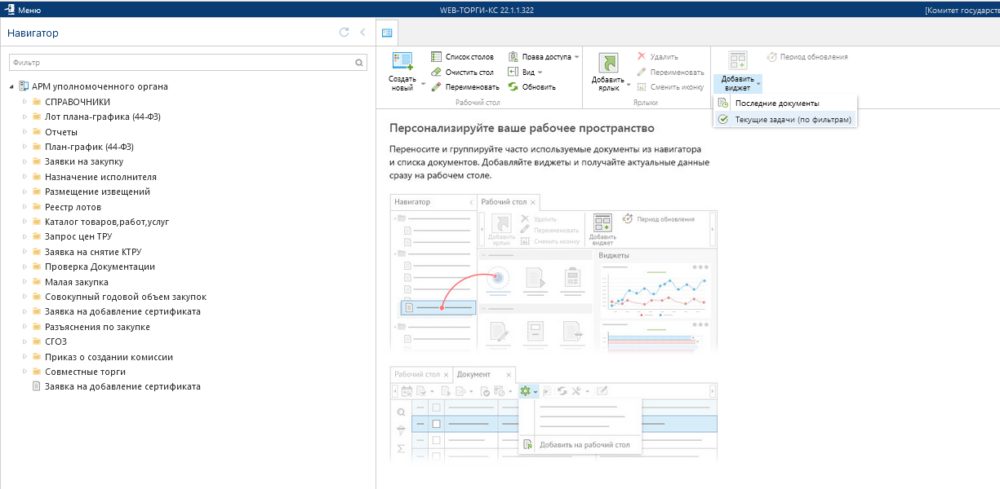 Меню
WEB-ТОРГИ-КС 22.1.1.322
[Комитет государств
Навигатор
Фильтр
АРМ уполномоченного органа
СПРАВОЧНИКИ
Лот плана-графика (44-ФЗ)
Отчеты
План-график (44-ФЗ)
Заявки на закупку
Назначение исполнителя
Размещение извещений
Реестр лотов
Каталог товаров,работ,услуг
Запрос цен ТРУ
Заявка на снятие КТРУ
Проверка Документации
Малая закупка
Совокупный годовой объем закупок
Заявка на добавление сертификата
Разъяснения по закупке
СГОЗ
Приказ о создании комиссии
Совместные торги
Заявка на добавление сертификата
Создать новый
Список столов
Очистить стол
Переименовать
Права доступа
Вид
Обновить
Рабочий стол
Добавить ярлык
Удалить
Переименовать
Сменить иконку
Ярлыки
Добавить виджет
Период обновления
Последние документы
Текущие задачи (по фильтрам)
Персонализируйте ваше рабочее пространство
Переносите и группируйте часто используемые документы из навигатора
и списка документов. Добавляйте виджеты и получайте актуальные данные
сразу на рабочем столе.
Навигатор
Рабочий стол
Добавить ярлык
Удалить
Переименовать
Сменить иконку
Добавить виджет
Период обновления
Виджеты
Рабочий стол
Документ
Добавить на рабочий стол